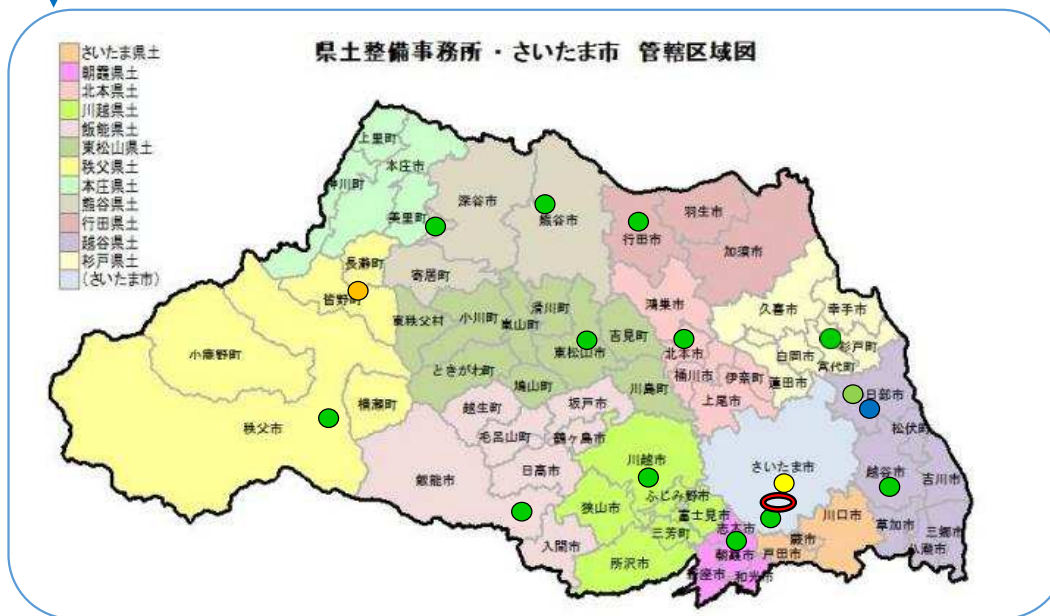 県土整備事務所・さいたま市 管轄区域図
さいたま県土
朝霞県土
北本県土
川越県土
飯能県土
東松山県土
秩父県土
本庄県土
熊谷県土
行田県土
越谷県土
杉戸県土
(さいたま市)
上里町
本庄市
神川町
美里町
深谷市
熊谷市
行田市
羽生市
加須市
長瀞町
皆野町
寄居町
小鹿野町
秩父市
横瀬町
東秩父村
小川町
嵐山町
滑川町
東松山市
吉見町
ときがわ町
鳩山町
川島町
鴻巣市
北本市
桶川市
伊奈町
上尾市
久喜市
幸手市
杉戸町
白岡市
宮代町
蓮田市
日部市
松伏町
越谷市
吉川市
草加市
三郷市
八潮市
越生町
坂戸市
毛呂山町
鶴ヶ島市
日高市
飯能市
入間市
川越市
狭山市
ふじみ野市
富士見市
三芳町
所沢市
さいたま市
川口市
蕨市
戸田市
志木市
朝霞市
新座市
和光市